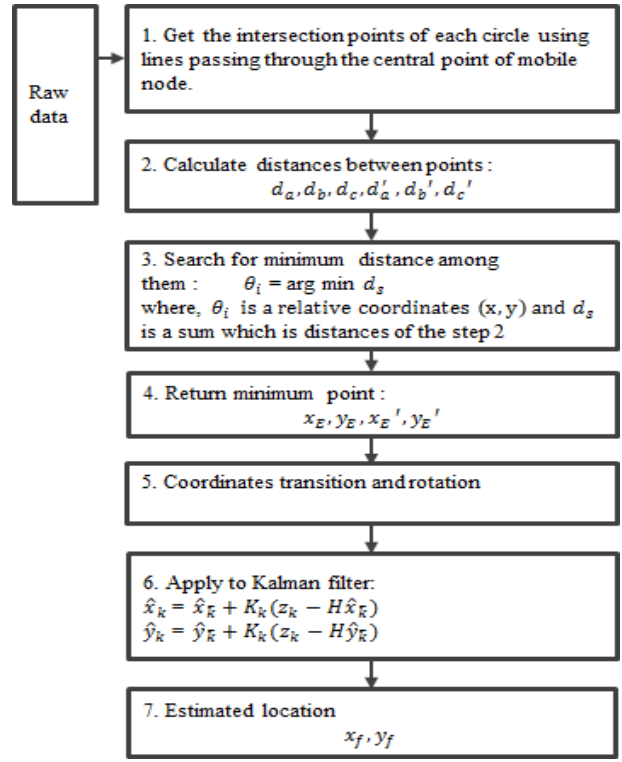 Raw
data
1. Get the intersection points of each circle using
lines passing through the central point of mobile
node.
2. Calculate distances between points :
d_a, d_b, d_c, d_a', d_b', d_c'
3. Search for minimum distance among
them : θ_i = arg min d_s
where, θ_i is a relative coordinates (x, y) and d_s
is a sum which is distances of the step 2
4. Return minimum point :
x_E, y_E, x_E', y_E'
5. Coordinates transition and rotation
6. Apply to Kalman filter:
x̂_k = x̂_k̄ + K_k(z_k − Hx̂_k̄)
ŷ_k = ŷ_k̄ + K_k(z_k − Hŷ_k̄)
7. Estimated location
x_f, y_f